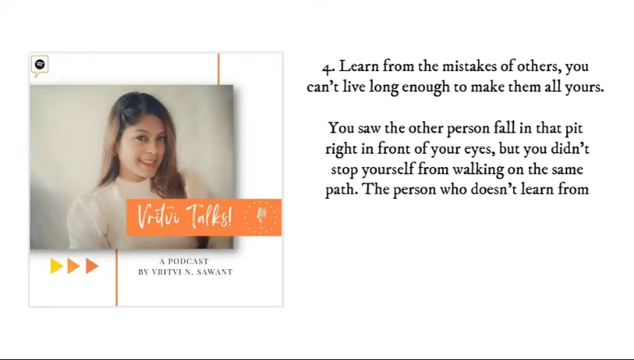 Vritvi Talks!
A PODCAST
BY VRITVI N. SAWANT
4. Learn from the mistakes of others, you
can't live long enough to make them all yours.
You saw the other person fall in that pit
right in front of your eyes, but you didn't
stop yourself from walking on the same
path. The person who doesn't learn from